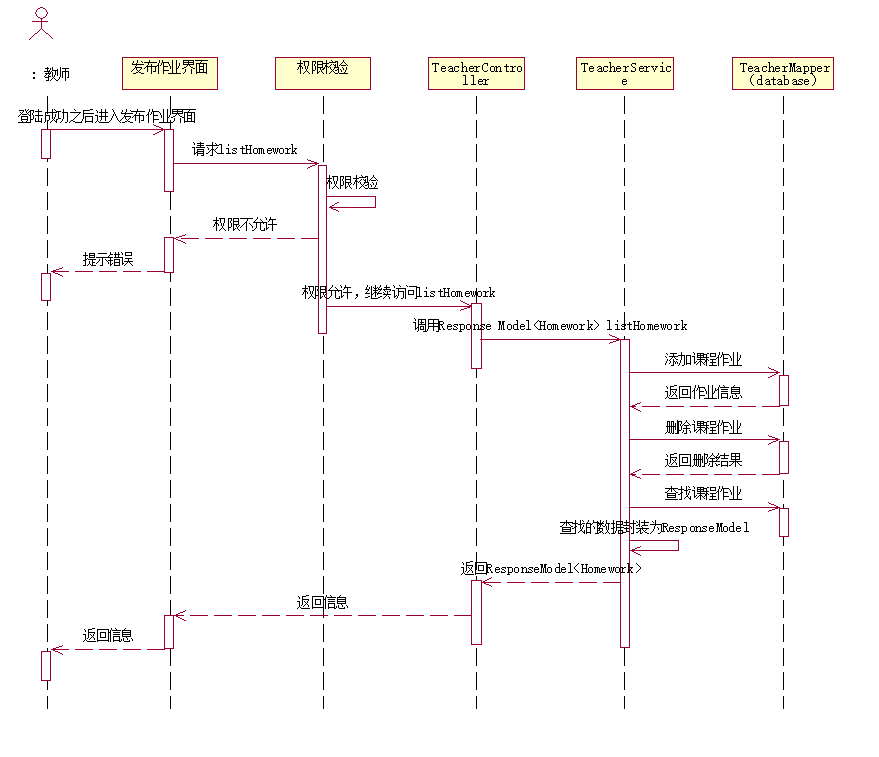 : 教师
发布作业界面
权限校验
TeacherContro
ller
TeacherServic
e
TeacherMapper
(database)
登陆成功之后进入发布作业界面
请求listHomework
权限校验
权限不允许
提示错误
权限允许，继续访问listHomework
调用Response Model<Homework> listHomework
添加课程作业
返回作业信息
删除课程作业
返回删除结果
查找课程作业
查找的数据封装为ResponseModel
返回ResponseModel<Homework>
返回信息
返回信息